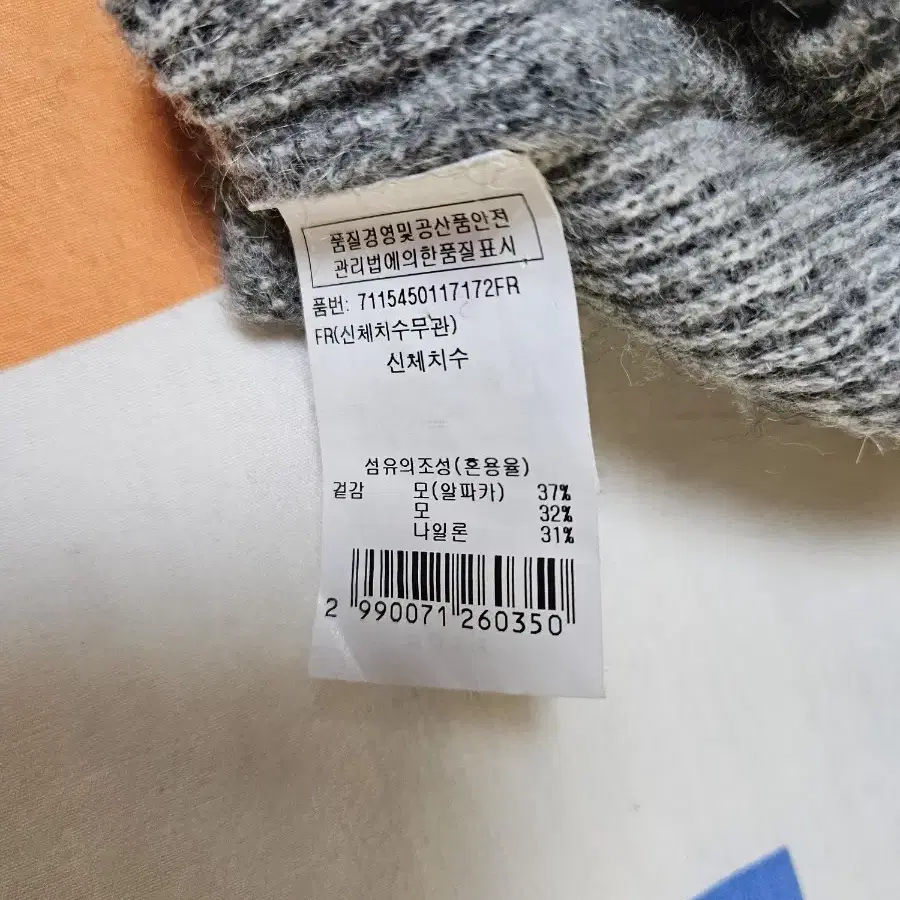 품질경영및공산품안전
관리법에의한품질표시
품번: 7115450117172FR
FR(신체치수무관)
신체치수
섬유의조성(혼용율)
겉감 모(알파카) 37%
모 32%
나일론 31%
2 990071 260350